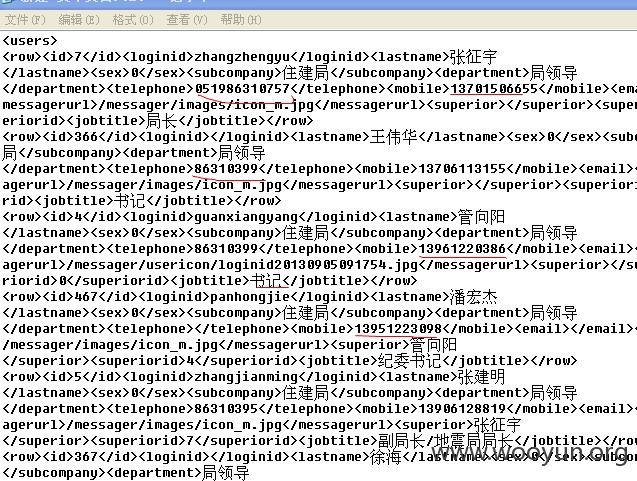 文件(F) 编辑(E) 格式(O) 查看(V) 帮助(H)
<users>
<row><id>7</id><loginid>zhangzhengyu</loginid><lastname>张征宇
</lastname><sex>0</sex><subcompany>住建局</subcompany><department>局领导
</department><telephone>051986310757</telephone><mobile>13701506655</mobile><ema
messagerurl>/messager/images/icon_m.jpg</messagerurl><superior></superior><super
eriorid><jobtitle>局长</jobtitle></row>
<row><id>366</id><loginid></loginid><lastname>王伟华</lastname><sex>0</sex><sub
局</subcompany><department>局领导
</department><telephone>86310399</telephone><mobile>13706113155</mobile><email>
agerurl>/messager/images/icon_m.jpg</messagerurl><superior></superior><superior
rid><jobtitle>书记</jobtitle></row>
<row><id>4</id><loginid>guanxiangyang</loginid><lastname>管向阳
</lastname><sex>0</sex><subcompany>住建局</subcompany><department>局领导
</department><telephone>86310399</telephone><mobile>13961220386</mobile><email>
agerurl>/messager/usericon/loginid20130905091754.jpg</messagerurl><superior></su
riorid>0</superiorid><jobtitle>书记</jobtitle></row>
<row><id>467</id><loginid>panhongjie</loginid><lastname>潘宏杰
</lastname><sex>0</sex><subcompany>住建局</subcompany><department>局领导
</department><telephone></telephone><mobile>13951223098</mobile><email></email>
/messager/images/icon_m.jpg</messagerurl><superior>管向阳
</superior><superiorid>4</superiorid><jobtitle>纪委书记</jobtitle></row>
<row><id>5</id><loginid>zhangjianming</loginid><lastname>张建明
</lastname><sex>0</sex><subcompany>住建局</subcompany><department>局领导
</department><telephone>86310395</telephone><mobile>13906128819</mobile><email>
agerurl>/messager/images/icon_m.jpg</messagerurl><superior>张征宇
</superior><superiorid>7</superiorid><jobtitle>副局长/地震局局长</jobtitle></row>
<row><id>367</id><loginid></loginid><lastname>徐海</lastname><sex>0</sex><sub
</subcompany><department>局领导
www.wooyun.org